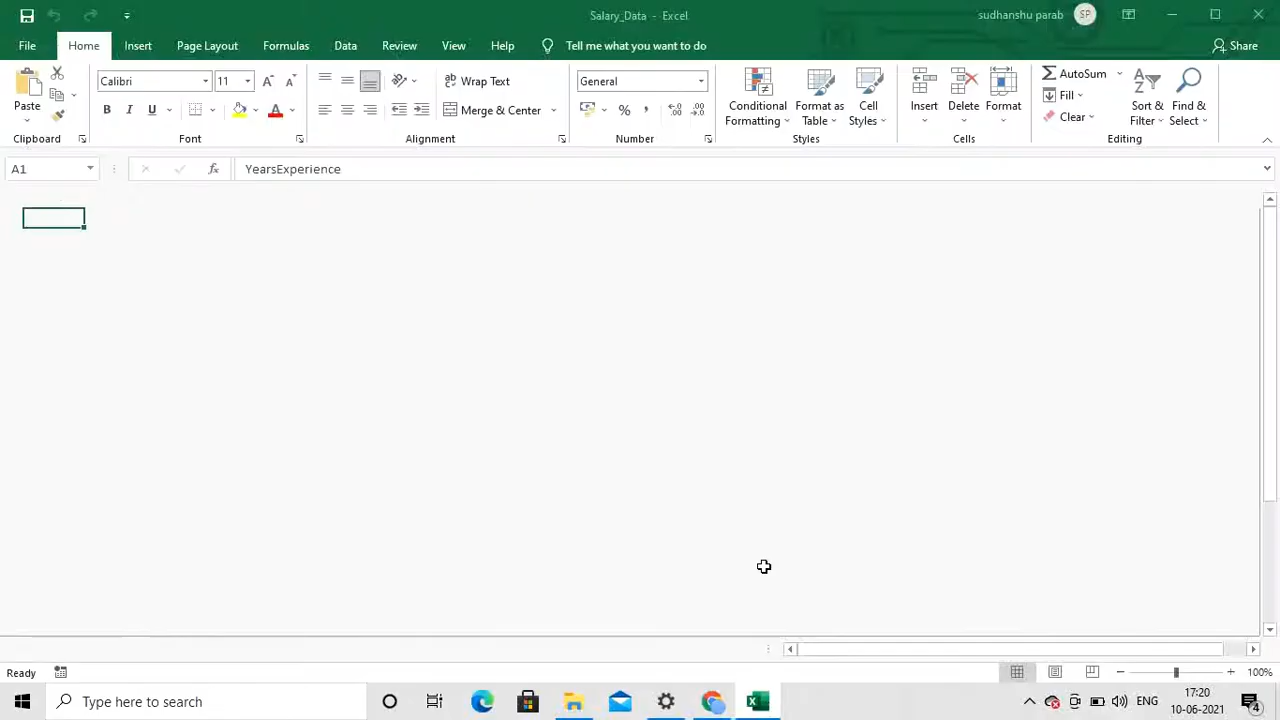 Salary_Data - Excel
sudhanshu parab SP
File Home Insert Page Layout Formulas Data Review View Help Tell me what you want to do Share
Calibri 11 Wrap Text General AutoSum
Paste B I U Merge & Center % , Conditional Formatting Format as Table Cell Styles Insert Delete Format Fill Clear Sort & Filter Find & Select
Clipboard Font Alignment Number Styles Cells Editing
A1 fx YearsExperience
Ready 100%
Type here to search ENG 17:20
10-06-2021 4